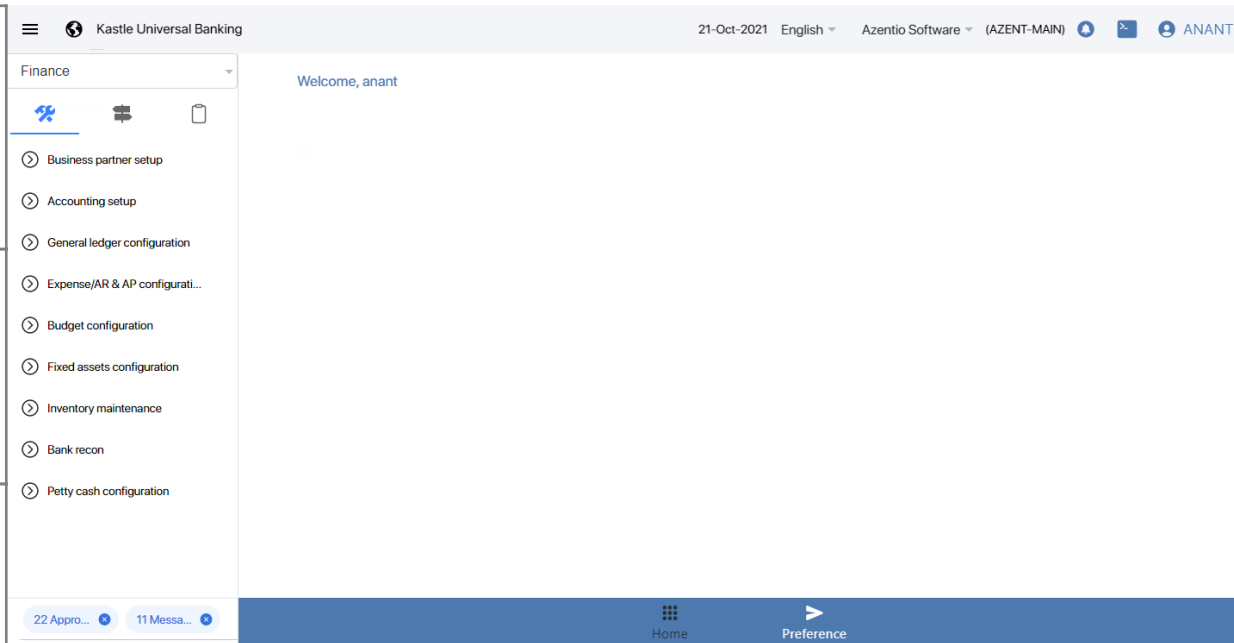 Kastle Universal Banking
21-Oct-2021 English Azentio Software (AZENT-MAIN) ANANT
Finance
Welcome, anant
Business partner setup
Accounting setup
General ledger configuration
Expense/AR & AP configurati...
Budget configuration
Fixed assets configuration
Inventory maintenance
Bank recon
Petty cash configuration
22 Appro... 11 Messa...
Home Preference